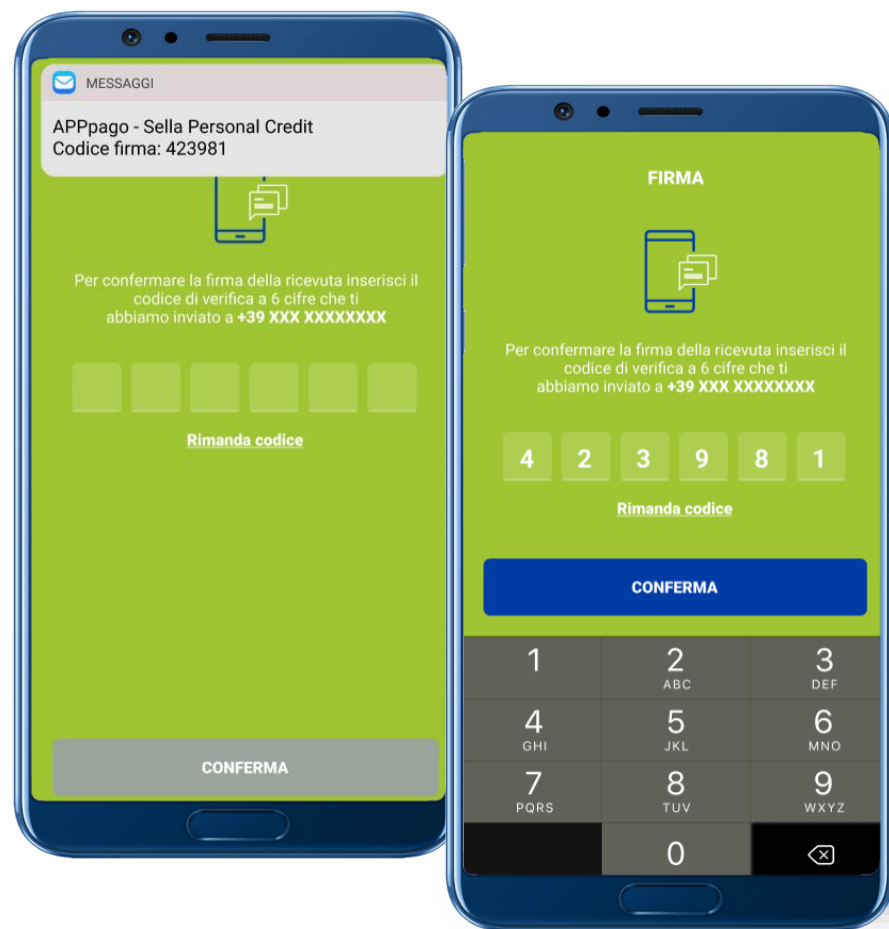 MESSAGGI
APPpago - Sella Personal Credit
Codice firma: 423981
Per confermare la firma della ricevuta inserisci il
codice di verifica a 6 cifre che ti
abbiamo inviato a +39 XXX XXXXXXXX
Rimanda codice
CONFERMA
FIRMA
Per confermare la firma della ricevuta inserisci il
codice di verifica a 6 cifre che ti
abbiamo inviato a +39 XXX XXXXXXXX
4 2 3 9 8 1
Rimanda codice
CONFERMA
1 2 3
ABC DEF
4 5 6
GHI JKL MNO
7 8 9
PQRS TUV WXYZ
0